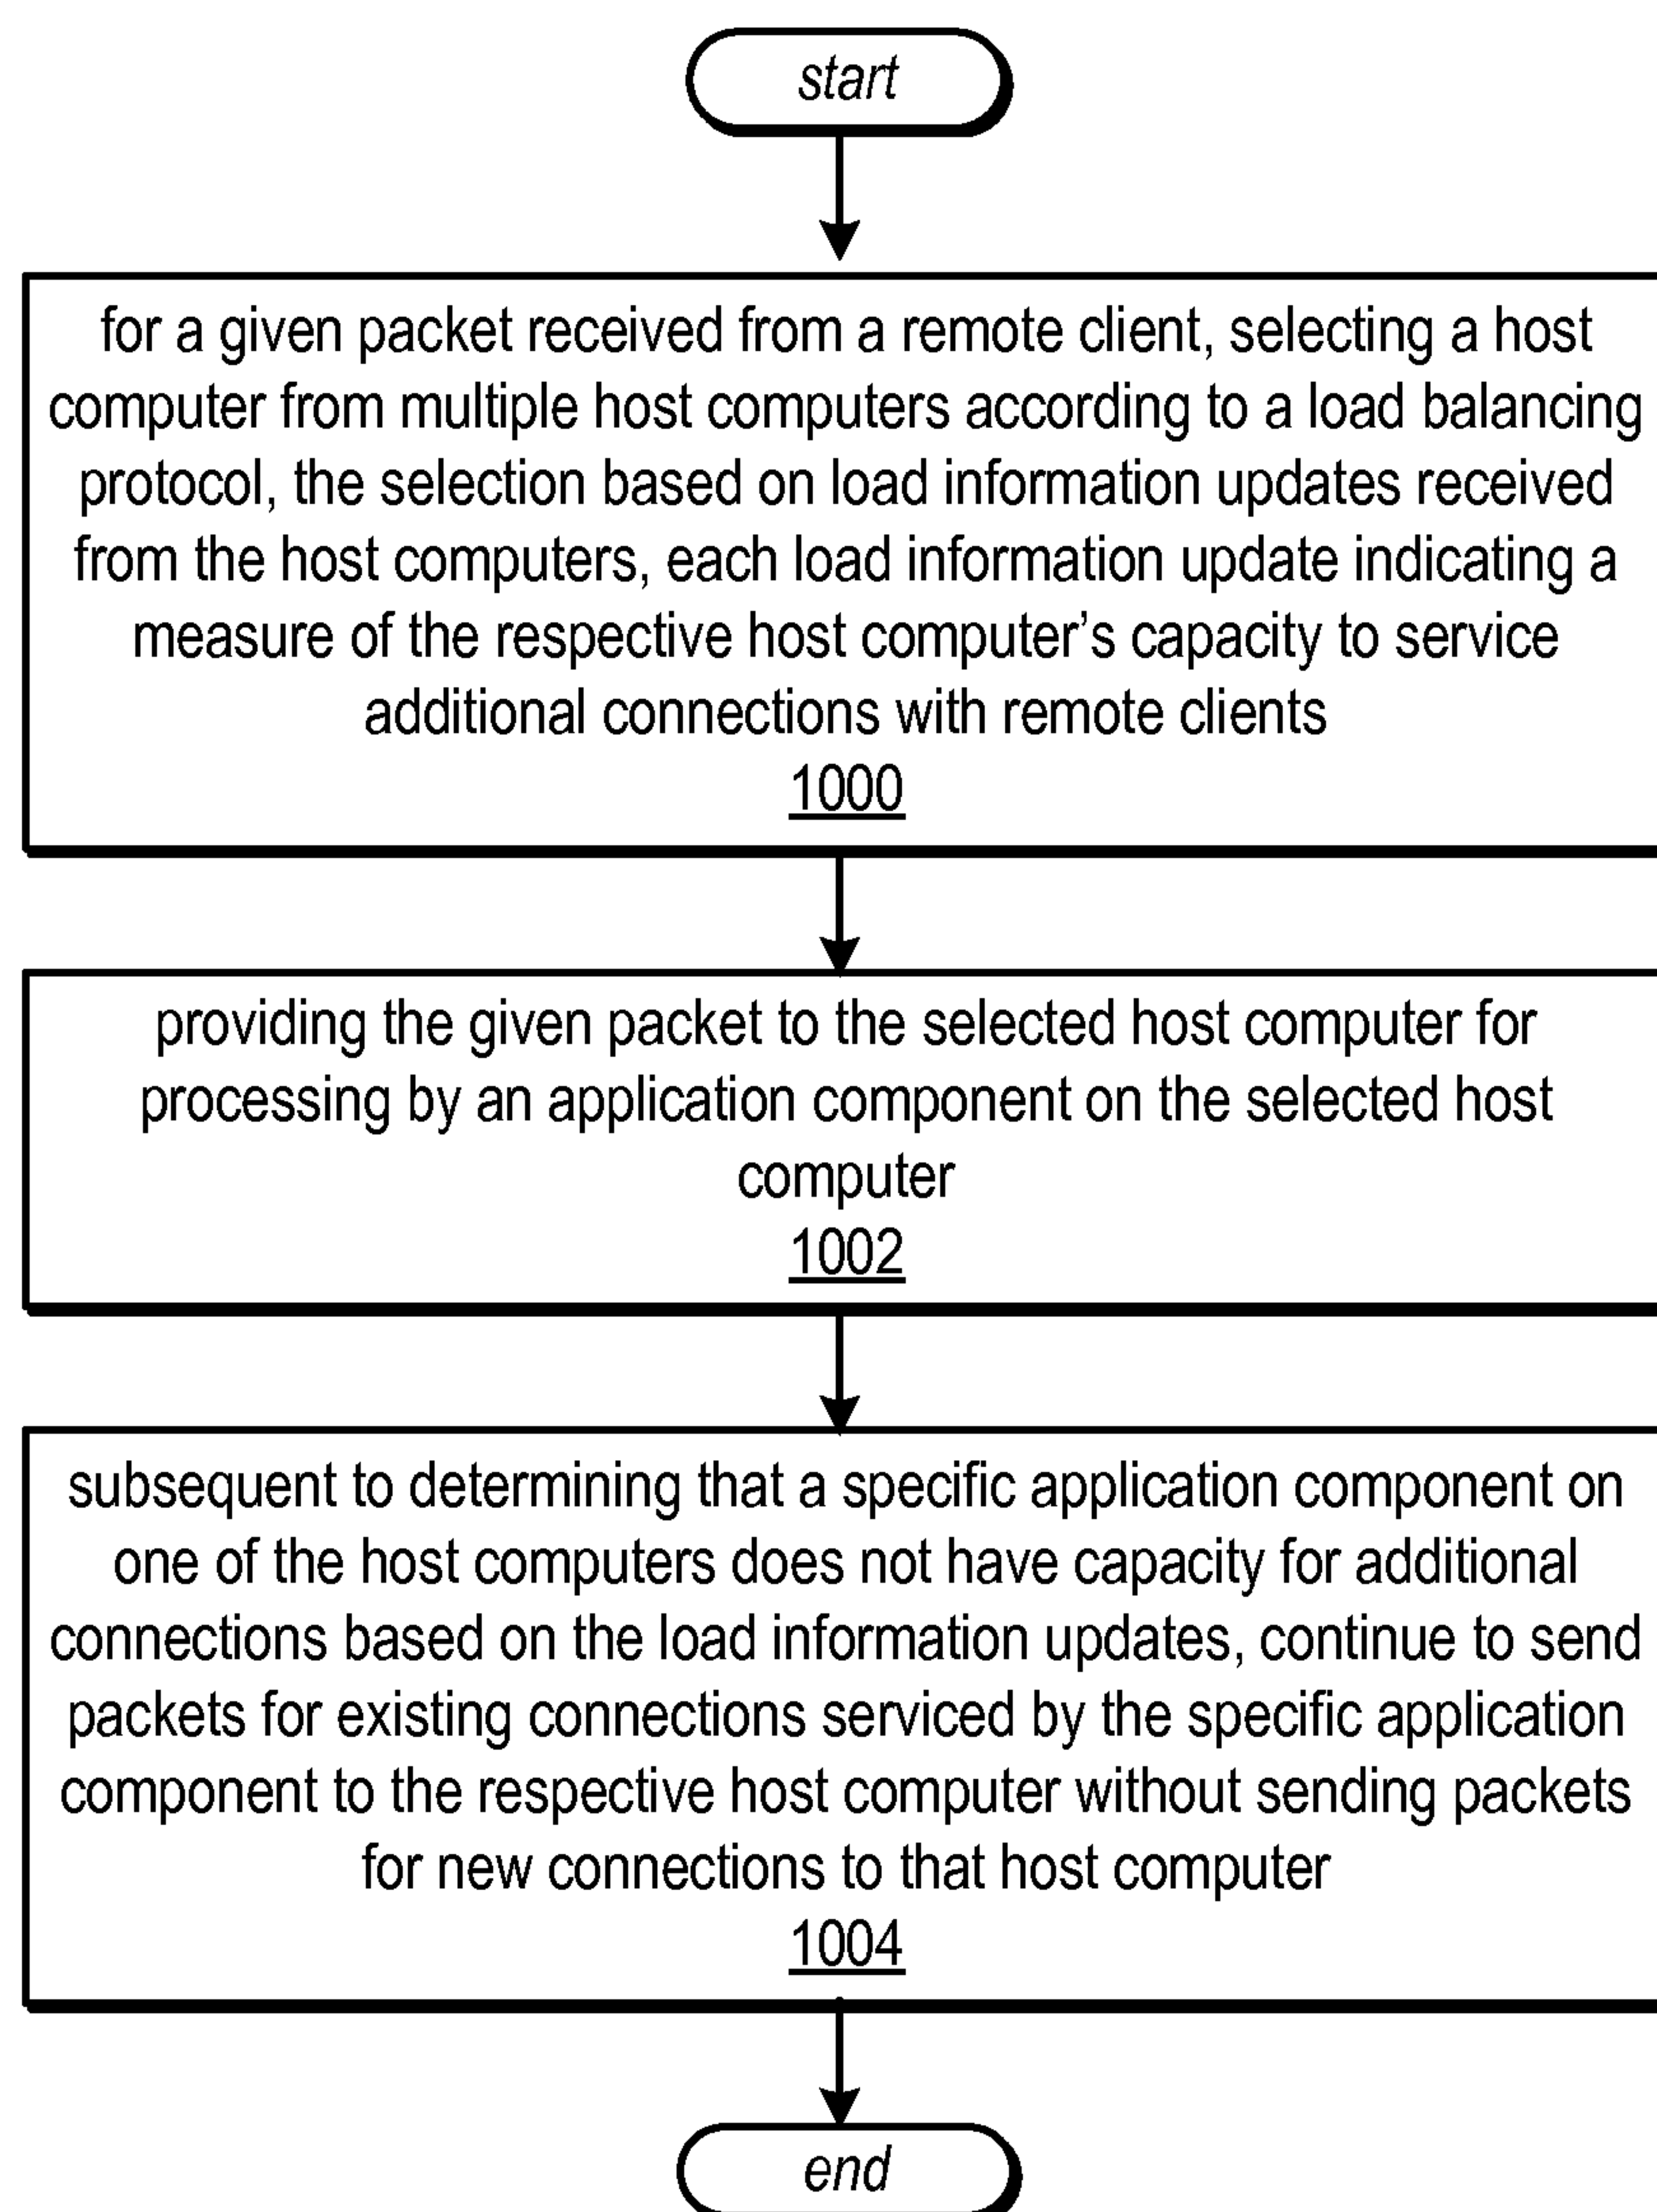 start
for a given packet received from a remote client, selecting a host
computer from multiple host computers according to a load balancing
protocol, the selection based on load information updates received
from the host computers, each load information update indicating a
measure of the respective host computer’s capacity to service
additional connections with remote clients
1000
providing the given packet to the selected host computer for
processing by an application component on the selected host
computer
1002
subsequent to determining that a specific application component on
one of the host computers does not have capacity for additional
connections based on the load information updates, continue to send
packets for existing connections serviced by the specific application
component to the respective host computer without sending packets
for new connections to that host computer
1004
end